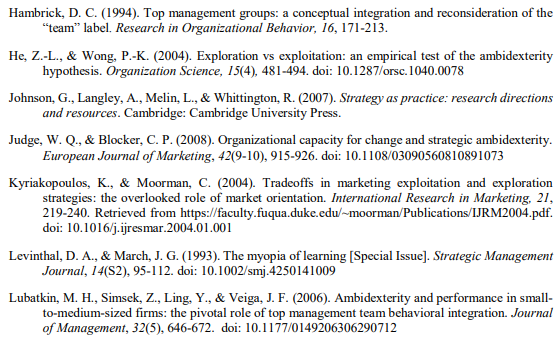 Hambrick, D. C. (1994). Top management groups: a conceptual integration and reconsideration of the
“team” label. Research in Organizational Behavior, 16, 171-213.
He, Z.-L., & Wong, P.-K. (2004). Exploration vs exploitation: an empirical test of the ambidexterity
hypothesis. Organization Science, 15(4), 481-494. doi: 10.1287/orsc.1040.0078
Johnson, G., Langley, A., Melin, L., & Whittington, R. (2007). Strategy as practice: research directions
and resources. Cambridge: Cambridge University Press.
Judge, W. Q., & Blocker, C. P. (2008). Organizational capacity for change and strategic ambidexterity.
European Journal of Marketing, 42(9-10), 915-926. doi: 10.1108/03090560810891073
Kyriakopoulos, K., & Moorman, C. (2004). Tradeoffs in marketing exploitation and exploration
strategies: the overlooked role of market orientation. International Research in Marketing, 21,
219-240. Retrieved from https://faculty.fuqua.duke.edu/~moorman/Publications/IJRM2004.pdf.
doi: 10.1016/j.ijresmar.2004.01.001
Levinthal, D. A., & March, J. G. (1993). The myopia of learning [Special Issue]. Strategic Management
Journal, 14(S2), 95-112. doi: 10.1002/smj.4250141009
Lubatkin, M. H., Simsek, Z., Ling, Y., & Veiga, J. F. (2006). Ambidexterity and performance in small-
to-medium-sized firms: the pivotal role of top management team behavioral integration. Journal
of Management, 32(5), 646-672. doi: 10.1177/0149206306290712